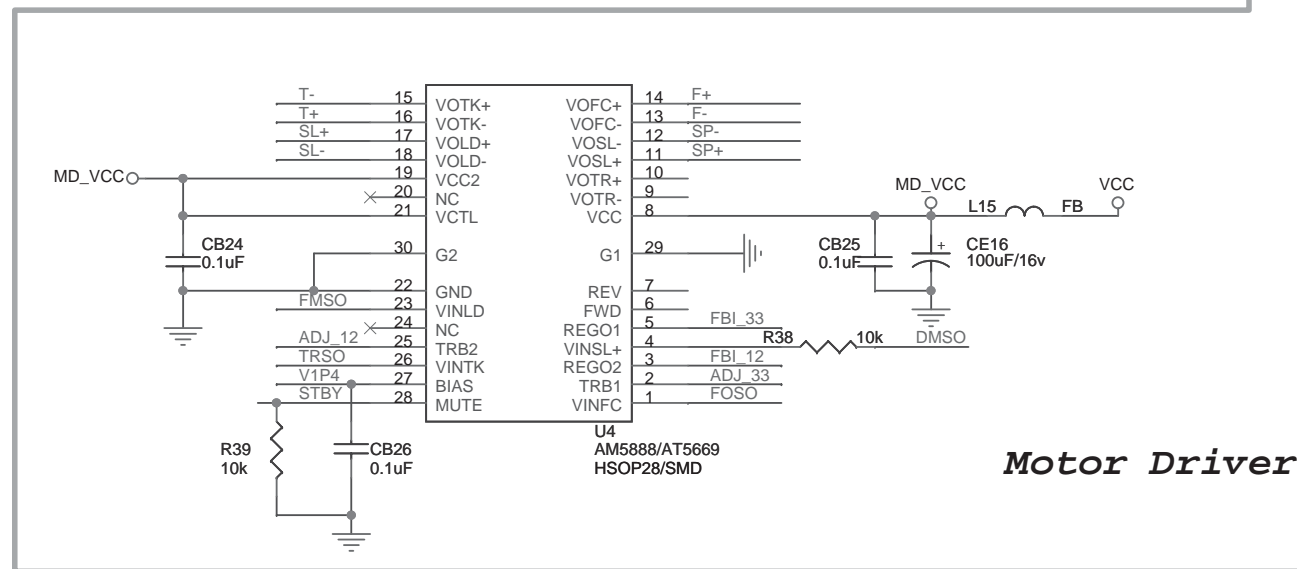 T- 15 VOTK+ VOFC+ 14 F+
T+ 16 VOTK- VOFC- 13 F-
SL+ 17 VOLD+ VOSL- 12 SP-
SL- 18 VOLD- VOSL+ 11 SP+
MD_VCC 19 VCC2 VOTR+ 10
20 NC VOTR- 9 MD_VCC VCC
21 VCTL VCC 8 L15 FB
CB24 30 G2 G1 29 CB25 + CE16
0.1uF 0.1uF 100uF/16v
22 GND REV 7
FMSO 23 VINLD FWD 6
24 NC REGO1 5 FBI_33
ADJ_12 25 TRB2 VINSL+ 4 R38 10k DMSO
TRSO 26 VINTK REGO2 3 FBI_12
V1P4 27 BIAS TRB1 2 ADJ_33
STBY 28 MUTE VINFC 1 FOSO
U4
R39 CB26 AM5888/AT5669
10k 0.1uF HSOP28/SMD
Motor Driver